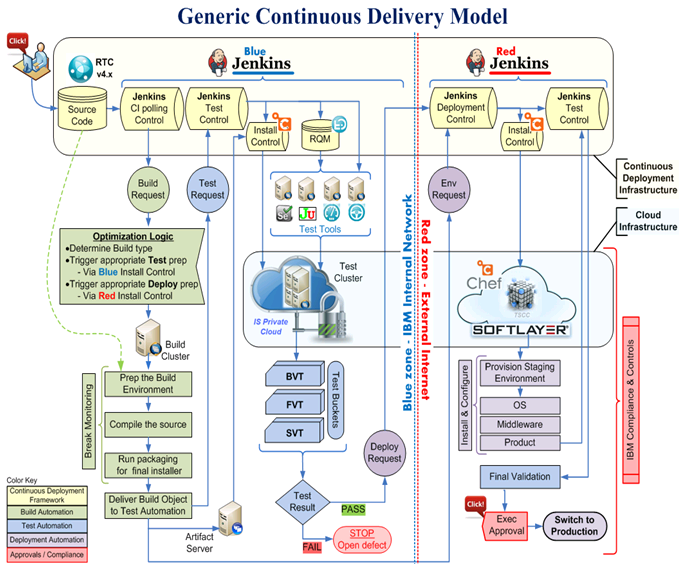 Generic Continuous Delivery Model
Click!
RTC
v4.x
Blue
Jenkins
Red
Jenkins
Source
Code
Jenkins
CI polling
Control
Jenkins
Test
Control
Install
Control
RQM
Jenkins
Deployment
Control
Install
Control
Jenkins
Test
Control
Continuous
Deployment
Infrastructure
Cloud
Infrastructure
Build
Request
Test
Request
Env
Request
JU
Test Tools
Optimization Logic
•Determine Build type
•Trigger appropriate Test prep
- Via Blue Install Control
•Trigger appropriate Deploy prep
- Via Red Install Control
Test
Cluster
IS Private
Cloud
Chef
TSCC
SOFTLAYER®
Blue zone - IBM Internal Network
Red zone - External Internet
Build
Cluster
Break Monitoring
Prep the Build
Environment
Compile the source
Run packaging
for final installer
Deliver Build Object
to Test Automation
Artifact
Server
BVT
FVT
SVT
Test Buckets
Test
Result
PASS
FAIL
STOP
Open defect
Deploy
Request
Install & Configure
Provision Staging
Environment
OS
Middleware
Product
Final Validation
Click!
Exec
Approval
Switch to
Production
IBM Compliance & Controls
Color Key
Continuous Deployment
Framework
Build Automation
Test Automation
Deployment Automation
Approvals / Compliance